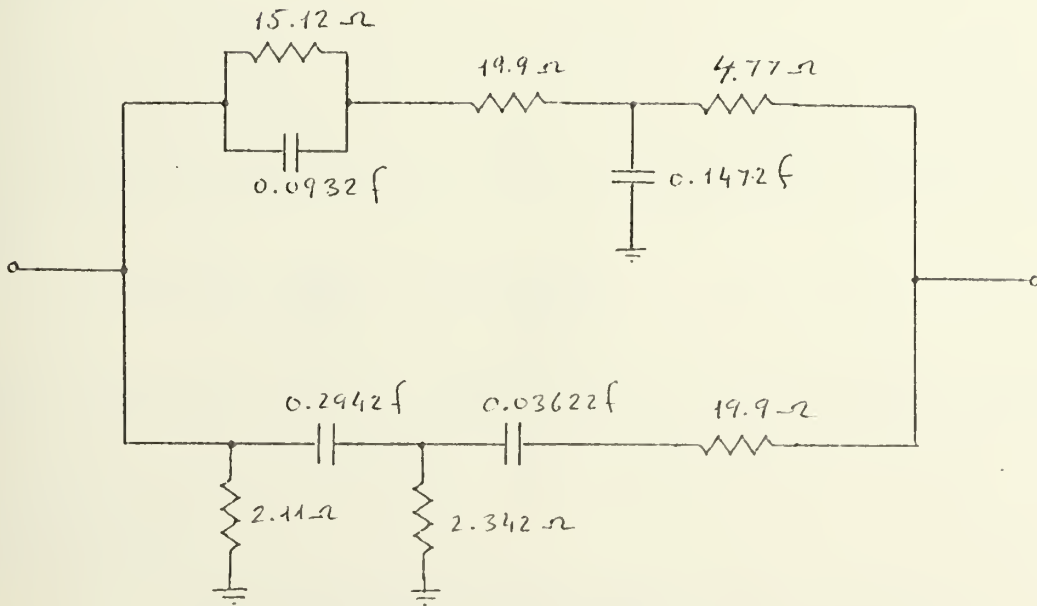 15.12 Ω
19.9 Ω
4.77 Ω
0.0932 f
0.1472 f
0.2942 f
0.03622 f
19.9 Ω
2.11 Ω
2.342 Ω